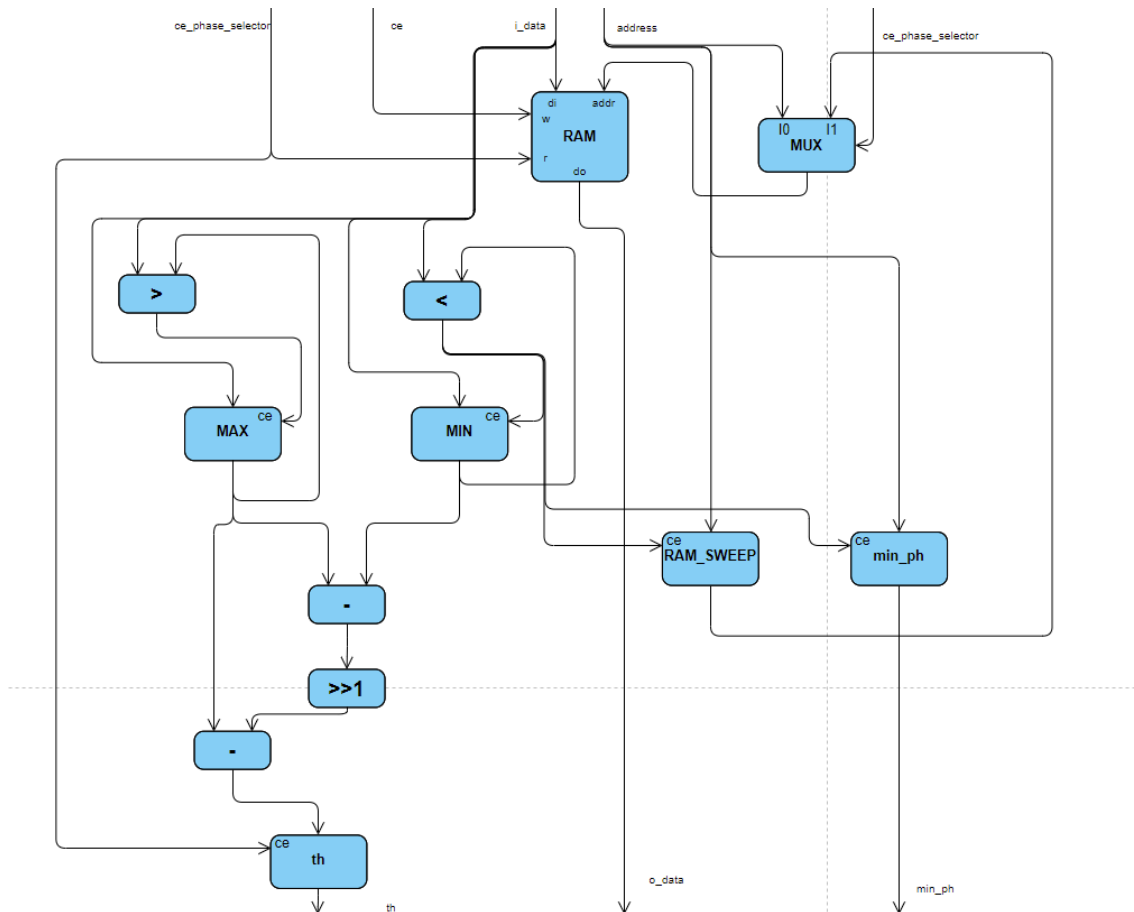 ce_phase_selector
ce
i_data
address
ce_phase_selector
di
addr
w
RAM
r
do
I0
I1
MUX
>
<
ce
MAX
ce
MIN
ce
RAM_SWEEP
ce
min_ph
-
>>1
-
ce
th
th
o_data
min_ph